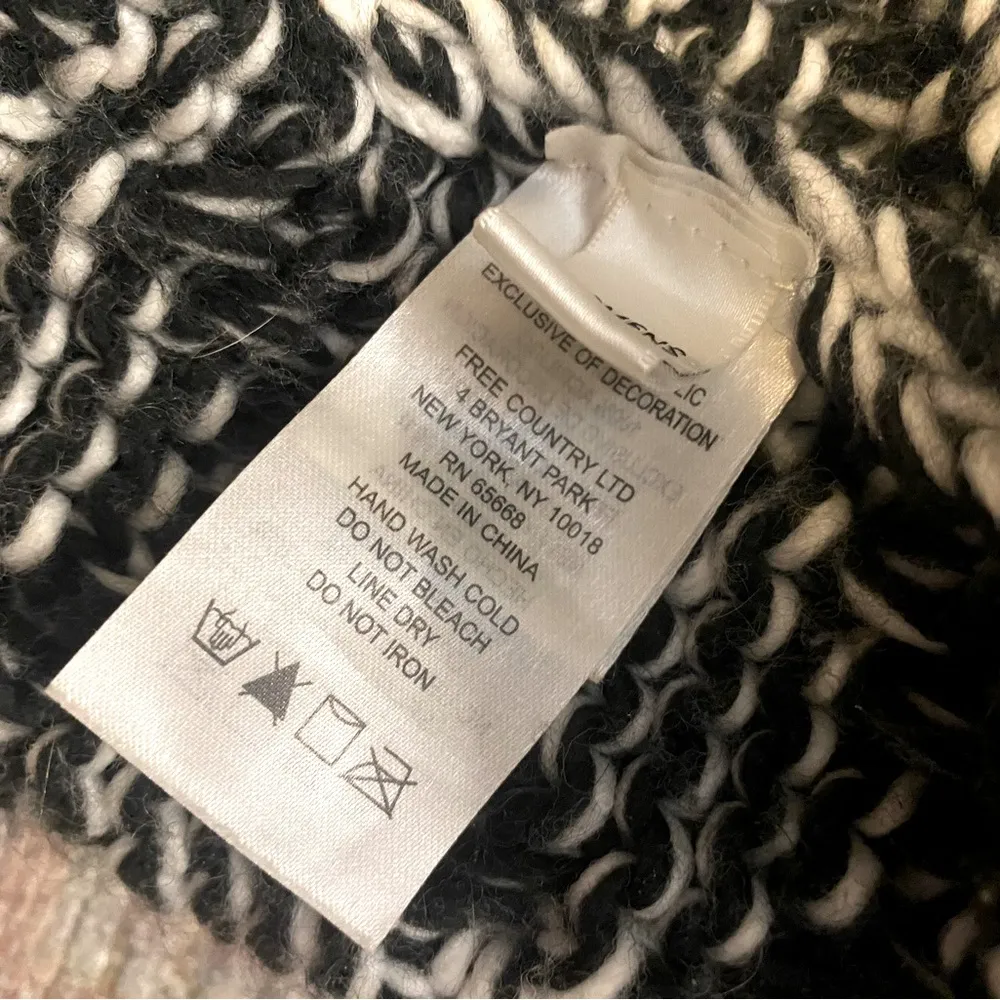 EXCLUSIVE OF DECORATION
FREE COUNTRY LTD
4 BRYANT PARK
NEW YORK, NY 10018
RN 65668
MADE IN CHINA
HAND WASH COLD
DO NOT BLEACH
LINE DRY
DO NOT IRON